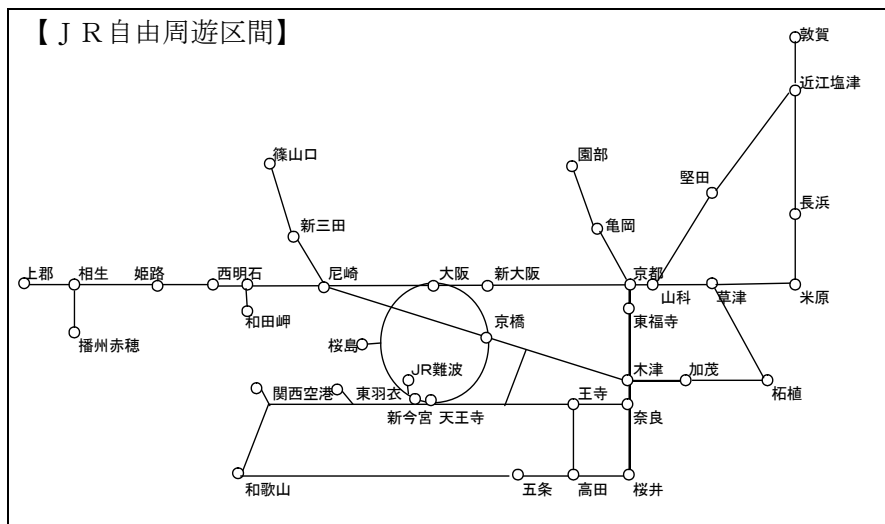 【ＪＲ自由周遊区間】
敦賀
近江塩津
篠山口
園部
堅田
長浜
新三田
亀岡
上郡
相生
姫路
西明石
尼崎
大阪
新大阪
京都
山科
草津
米原
和田岬
播州赤穂
桜島
京橋
東福寺
JR難波
木津
加茂
柘植
関西空港
東羽衣
新今宮
天王寺
王寺
奈良
和歌山
五条
高田
桜井